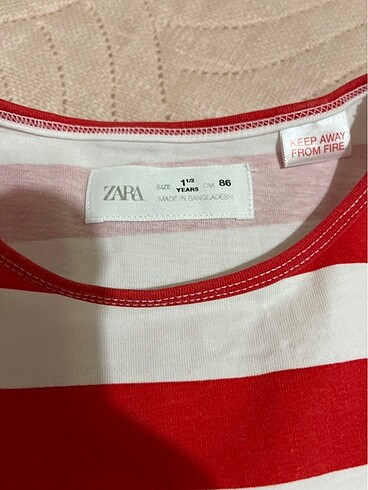 KEEP AWAY
FROM FIRE
ZARA SIZE 1 1/2 YEARS CM 86
MADE IN BANGLADESH